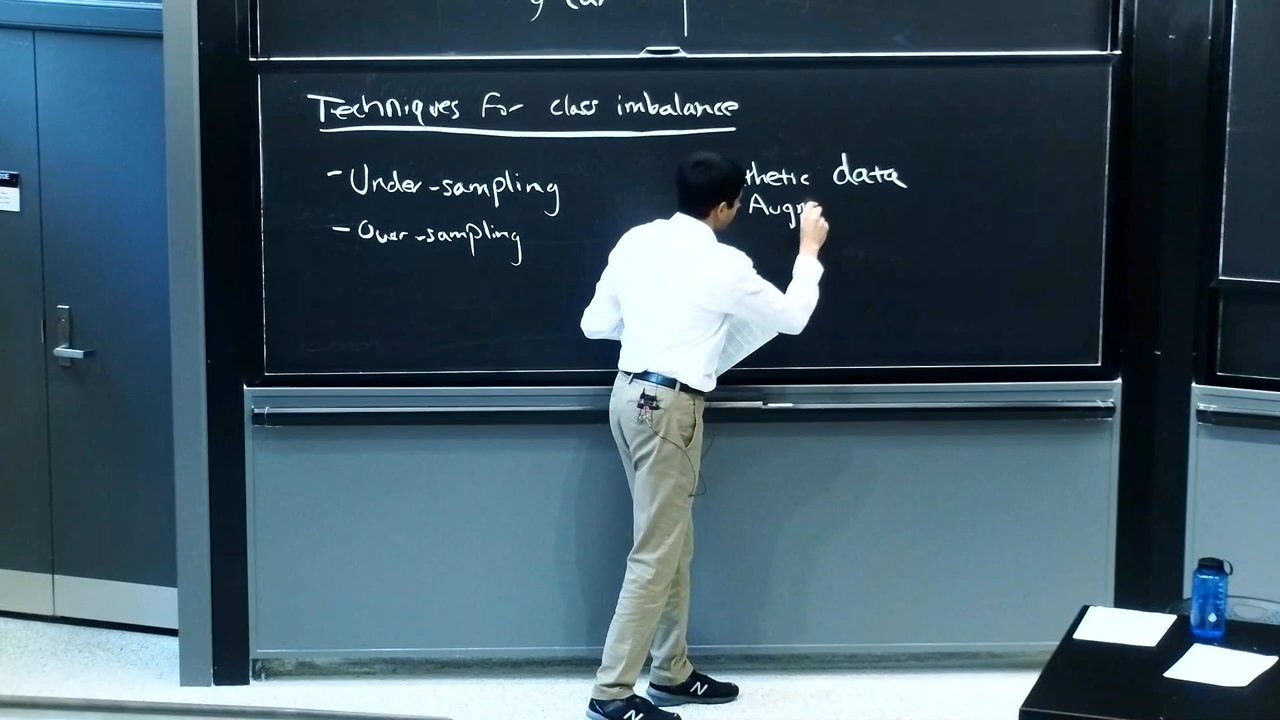 Techniques for class imbalance
- Under-sampling
- Over-sampling
thetic data
Aug
N
N